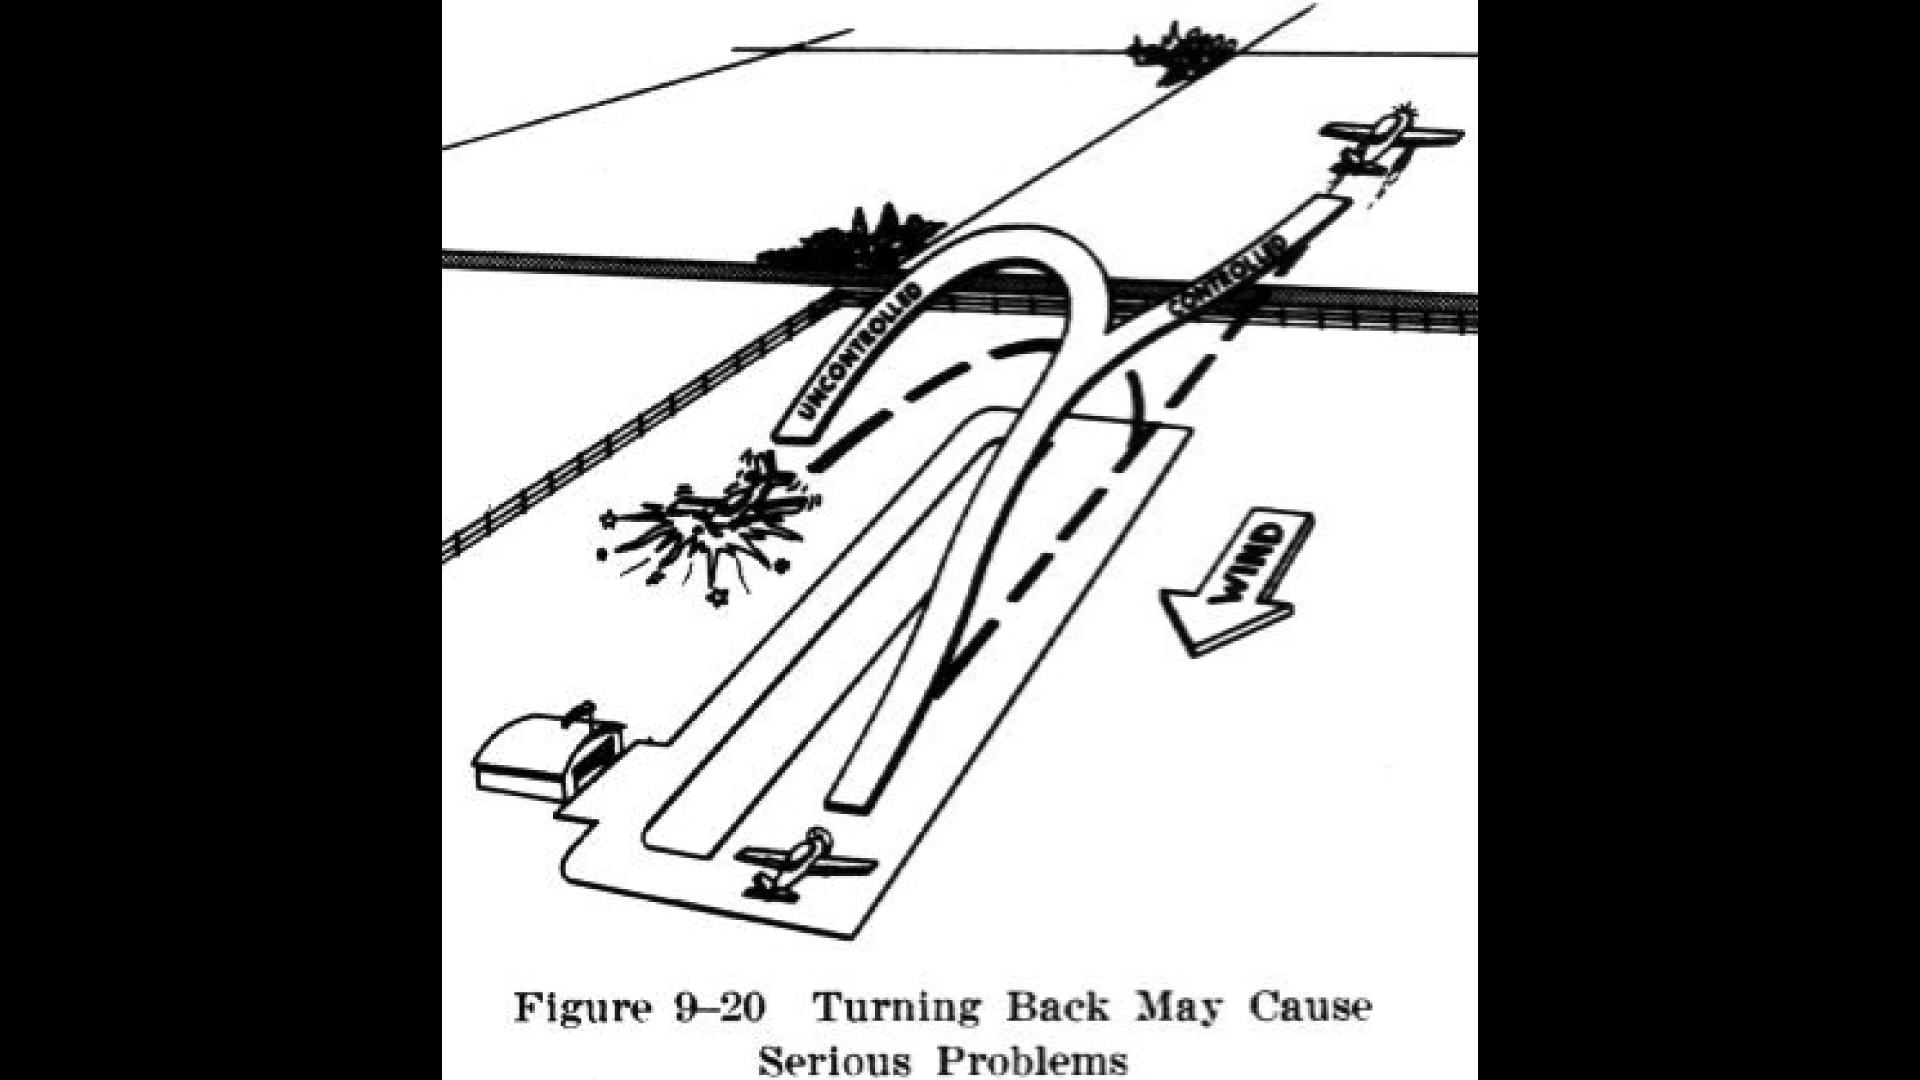 UNCONTROLLED
CONTROLLED
WIND
Figure 9–20 Turning Back May Cause
Serious Problems